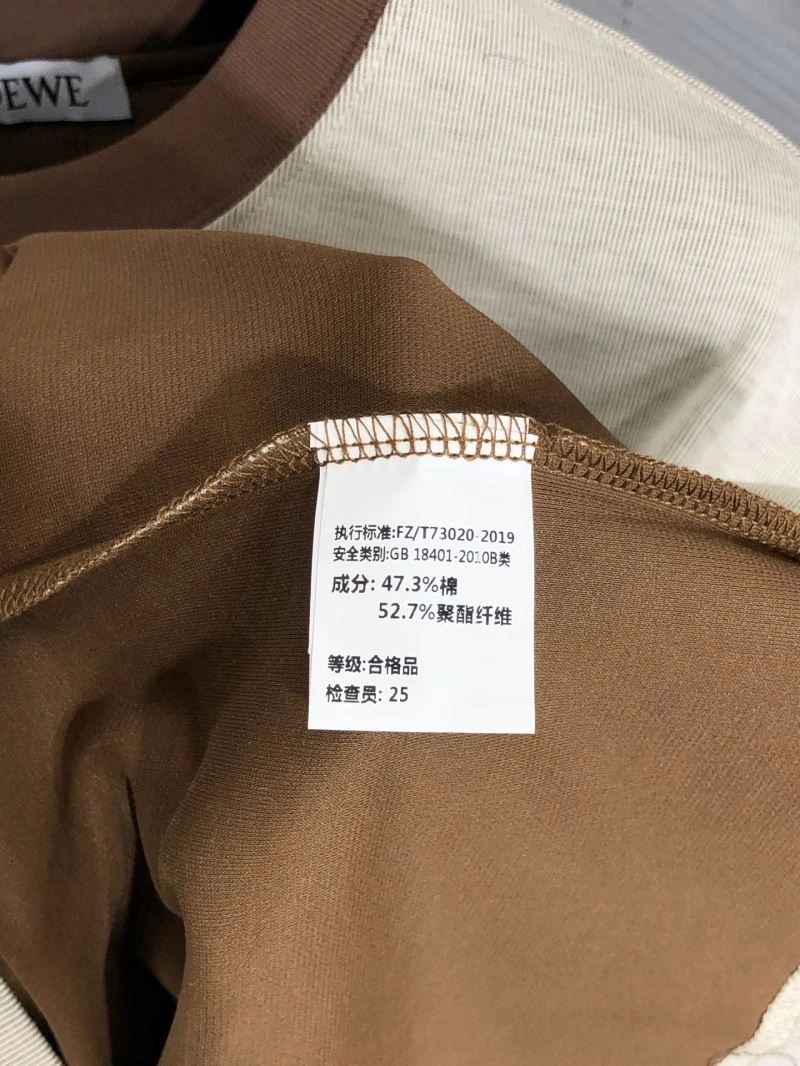 OEWE
执行标准:FZ/T73020-2019
安全类别:GB 18401-2010B类
成分: 47.3%棉
52.7%聚酯纤维
等级:合格品
检查员: 25